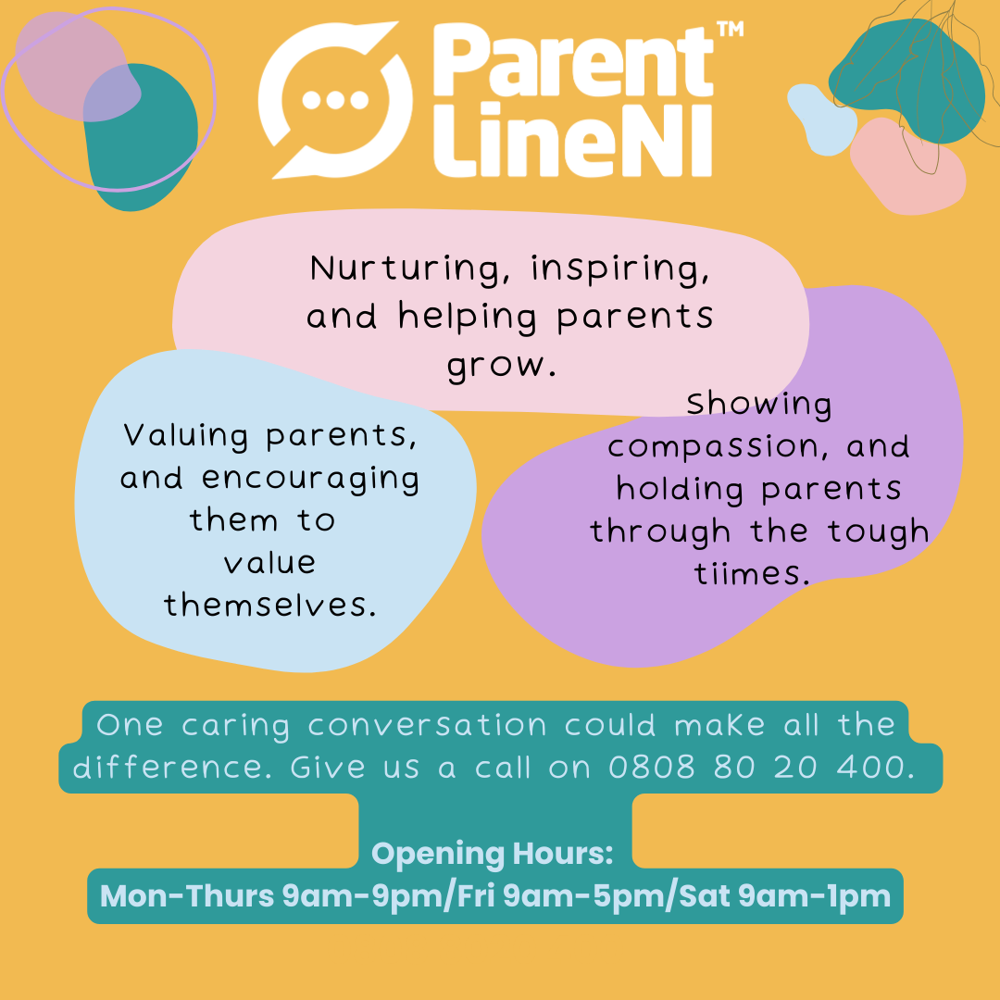 Parent™
LineNI
Nurturing, inspiring,
and helping parents
grow.
Valuing parents,
and encouraging
them to
value
themselves.
Showing
compassion, and
holding parents
through the tough
tiimes.
One caring conversation could make all the
difference. Give us a call on 0808 80 20 400.
Opening Hours:
Mon-Thurs 9am-9pm/Fri 9am-5pm/Sat 9am-1pm